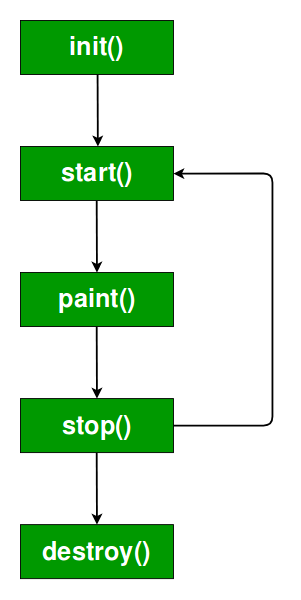 init()
start()
paint()
stop()
destroy()